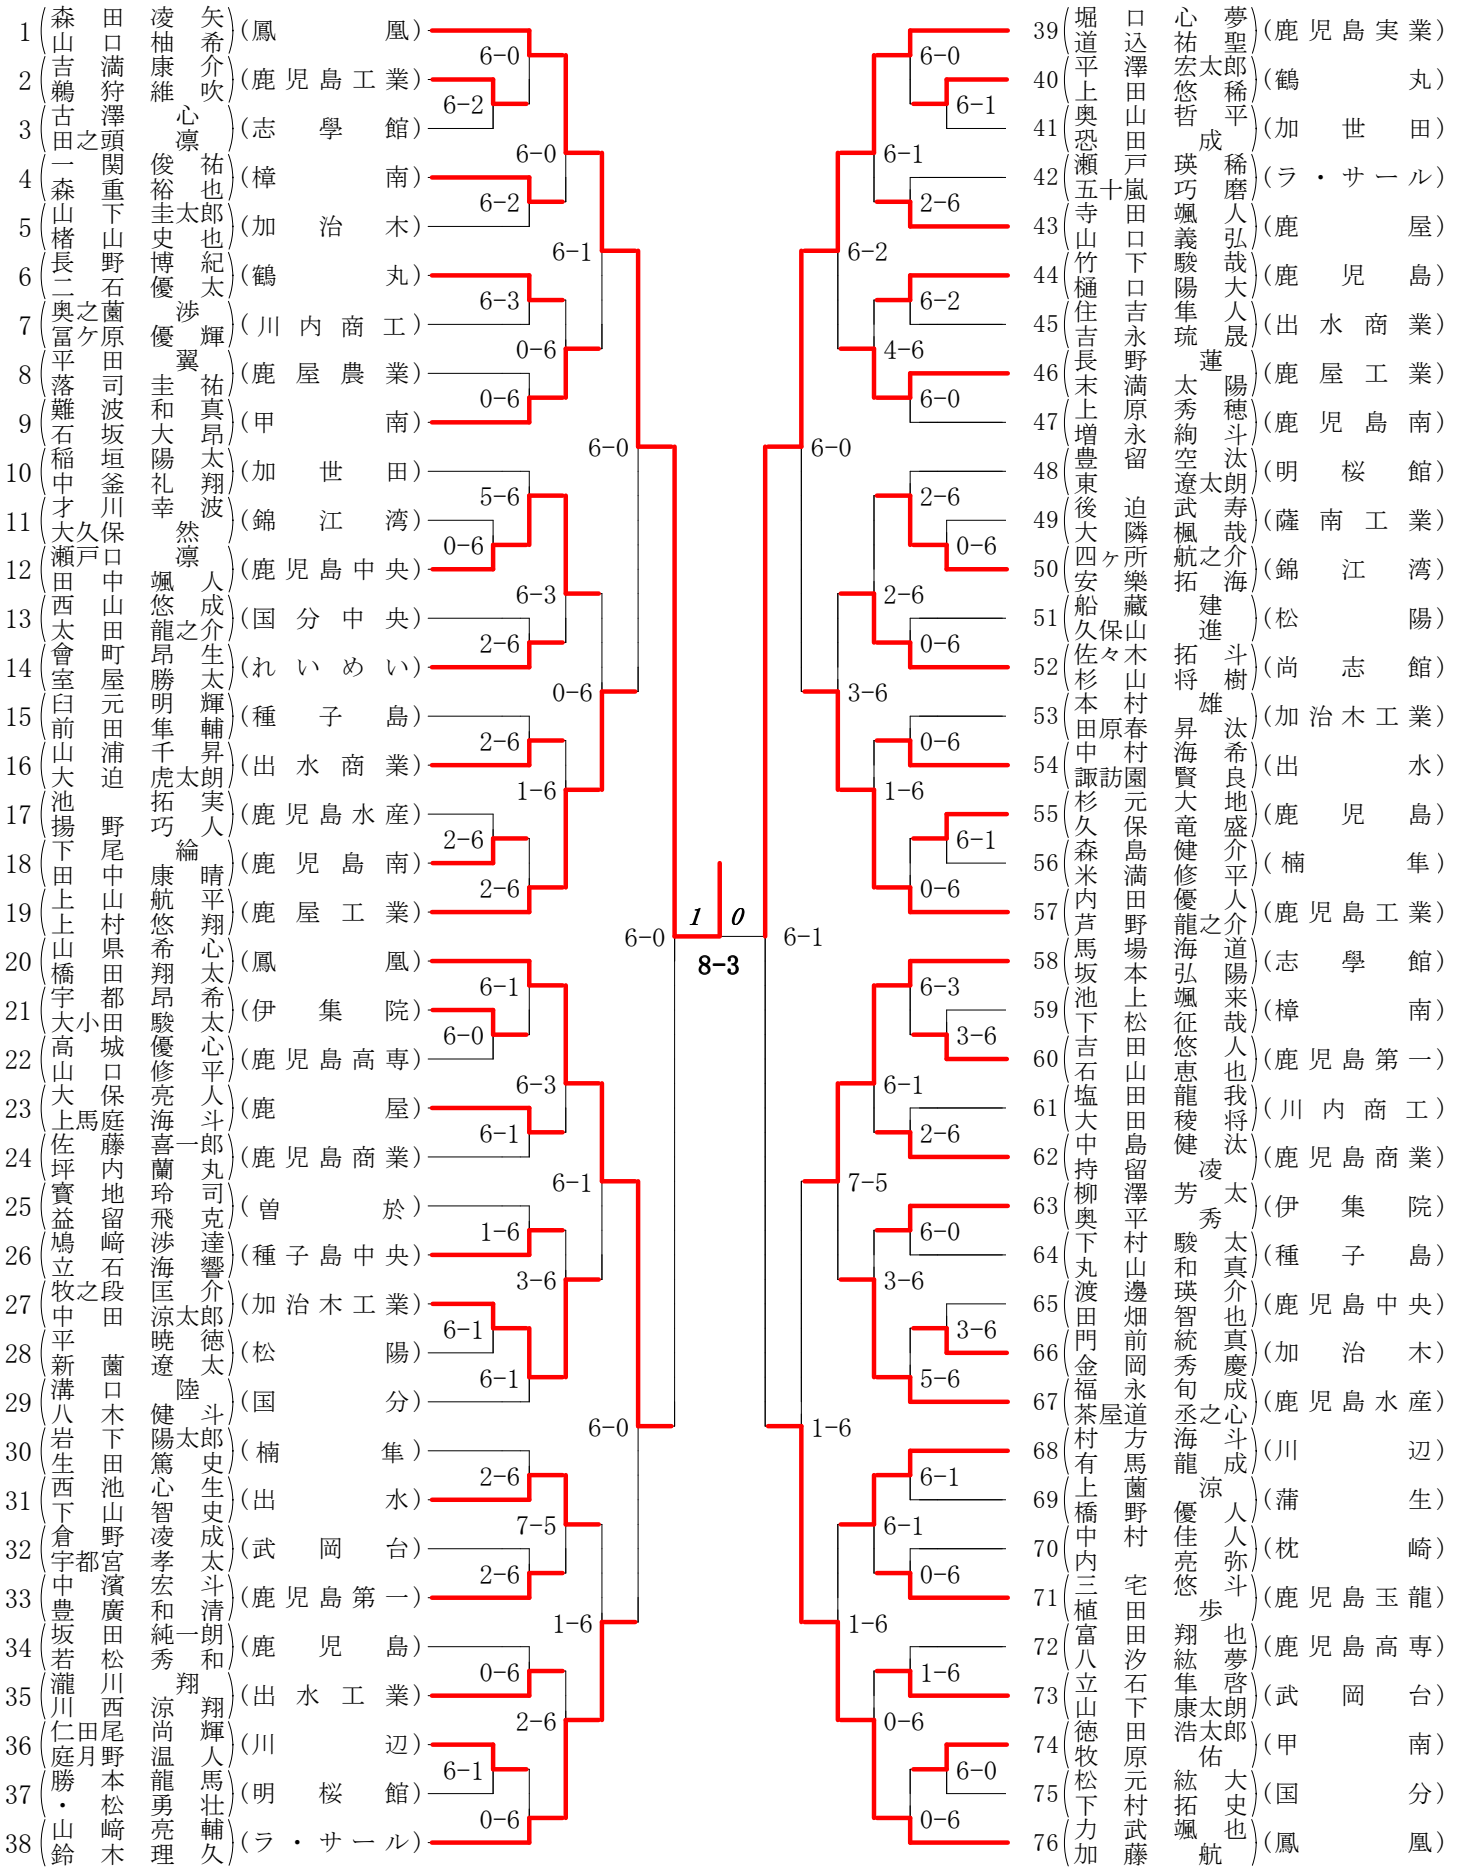 1 森田凌矢 山口柚希 (鳳凰)
2 吉満康介 鵜狩維吹 (鹿児島工業)
3 古澤心 田之頭凛 (志學館)
4 一関俊祐 森重裕也 (樟南)
5 山下圭太郎 楮山史也 (加治木)
6 長野博紀 二石優太 (鶴丸)
7 奥之薗渉 冨ケ原優輝 (川内商工)
8 平田翼 落司圭祐 (鹿屋農業)
9 難波和真 石坂大昂 (甲南)
10 稲垣陽太 中釜礼翔 (加世田)
11 才川幸波 大久保然 (錦江湾)
12 瀬戸口凛 田中颯人 (鹿児島中央)
13 西山悠成 太田龍之介 (国分中央)
14 會町昂生 室屋勝太 (れいめい)
15 臼元明輝 前田隼輔 (種子島)
16 山浦千昇 大迫虎太朗 (出水商業)
17 池拓実 揚野巧人 (鹿児島水産)
18 下尾綸 田中康晴 (鹿児島南)
19 上山航平 上村悠翔 (鹿屋工業)
20 山県希心 橋田翔太 (鳳凰)
21 宇都昂希 大小田駿太 (伊集院)
22 高城優心 山口修平 (鹿児島高専)
23 大保亮人 上馬庭海斗 (鹿屋)
24 佐藤喜一郎 坪内蘭丸 (鹿児島商業)
25 寳地玲司 益留飛克 (曽於)
26 鳩﨑渉達 立石海響 (種子島中央)
27 牧之段匡介 中田涼太郎 (加治木工業)
28 平暁徳 新薗遼太 (松陽)
29 溝口陸 八木健斗 (国分)
30 岩下陽太郎 生田篤史 (楠隼)
31 西池心生 下山智史 (出水)
32 倉野凌成 宇都宮孝太 (武岡台)
33 中濱宏斗 豊廣和清 (鹿児島第一)
34 坂田純一朗 若松秀和 (鹿児島)
35 瀧川翔 川西涼翔 (出水工業)
36 仁田尾尚輝 庭月野温人 (川辺)
37 勝本龍馬 ・松勇壮 (明桜館)
38 山﨑亮輔 鈴木理久 (ラ・サール)
6-0
6-2
6-0
6-2
6-1
6-3
0-6
0-6
6-0
5-6
0-6
6-3
2-6
0-6
2-6
1-6
2-6
2-6
6-0
6-1
6-0
6-3
6-1
6-1
1-6
3-6
6-1
6-1
6-0
2-6
7-5
2-6
1-6
0-6
2-6
6-1
0-6
1 0
8-3
39 堀口心夢 道込祐聖 (鹿児島実業)
40 平澤宏太郎 上田悠稀 (鶴丸)
41 奥山哲平 恐田成 (加世田)
42 瀬戸瑛稀 五十嵐巧磨 (ラ・サール)
43 寺田颯人 山口義弘 (鹿屋)
44 竹下駿哉 樋口陽大 (鹿児島)
45 住吉隼人 吉永琉晟 (出水商業)
46 長野蓮 末満太陽 (鹿屋工業)
47 上原秀穂 増永絢斗 (鹿児島南)
48 豊留空汰 東遼太朗 (明桜館)
49 後迫武寿 大隣楓哉 (薩南工業)
50 四ヶ所航之介 安樂拓海 (錦江湾)
51 船藏建 久保山進 (松陽)
52 佐々木拓斗 杉山将樹 (尚志館)
53 本村雄 田原春昇汰 (加治木工業)
54 中村海希 諏訪園賢良 (出水)
55 杉元大地 久保竜盛 (鹿児島)
56 森島健介 米満修平 (楠隼)
57 内田優人 芦野龍之介 (鹿児島工業)
58 馬場海道 坂本弘陽 (志學館)
59 池上颯来 下松征哉 (樟南)
60 吉田悠人 石山恵也 (鹿児島第一)
61 塩田龍我 大田稜将 (川内商工)
62 中島健汰 持留凌 (鹿児島商業)
63 柳澤芳太 奥平秀 (伊集院)
64 下村駿太 丸山和真 (種子島)
65 渡邊瑛介 田畑智也 (鹿児島中央)
66 門前統真 金岡秀慶 (加治木)
67 福永旬成 茶屋道丞之心 (鹿児島水産)
68 村方海斗 有馬龍成 (川辺)
69 上薗涼 橋野優人 (蒲生)
70 中村佳人 内亮弥 (枕崎)
71 三宅悠斗 植田歩 (鹿児島玉龍)
72 富田翔也 八汐紘夢 (鹿児島高専)
73 立石隼啓 山下康太朗 (武岡台)
74 徳田浩太郎 牧原佑 (甲南)
75 松元紘大 下村拓史 (国分)
76 力武颯也 加藤航 (鳳凰)
6-0
6-1
6-1
2-6
6-2
6-2
4-6
6-0
6-0
2-6
0-6
2-6
0-6
3-6
0-6
1-6
6-1
0-6
6-1
6-3
3-6
6-1
2-6
7-5
6-0
3-6
3-6
5-6
1-6
6-1
6-1
0-6
1-6
1-6
0-6
6-0
0-6